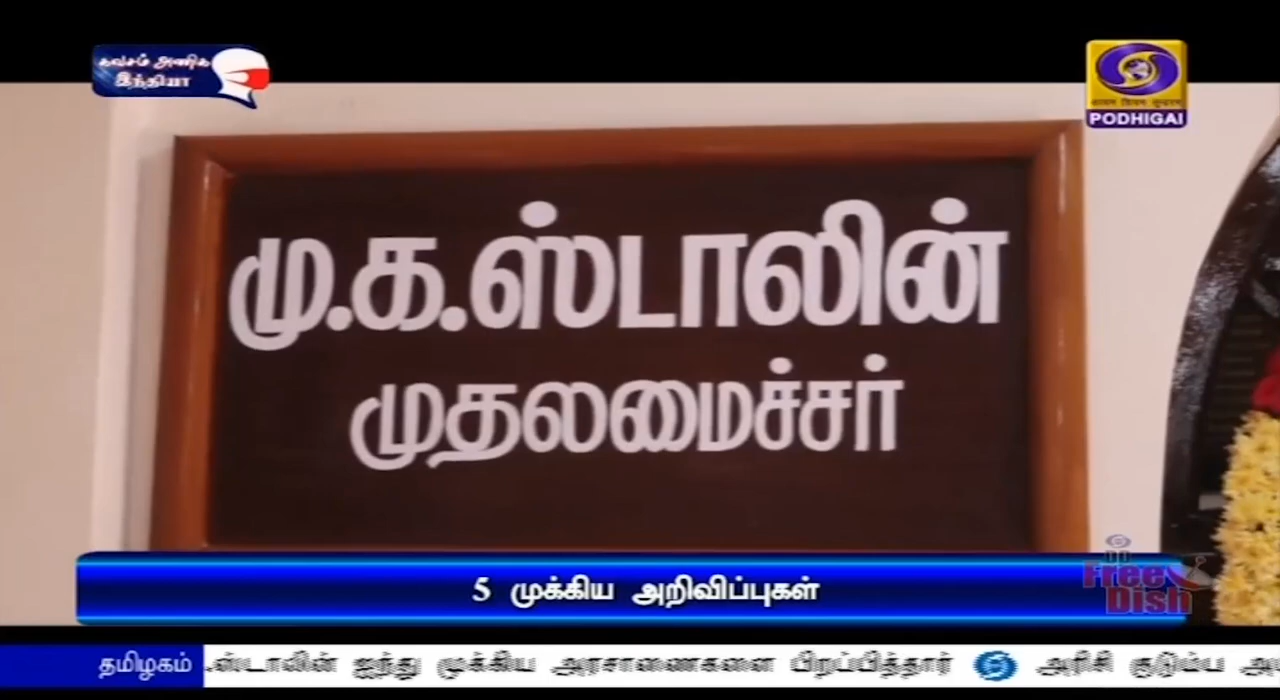 கவசம் அணிக
இந்தியா
PODHIGAI
மு.க.ஸ்டாலின்
முதலமைச்சர்
5 முக்கிய அறிவிப்புகள்
DD
Free Dish
தமிழகம் .ஸ்டாலின் ஐந்து முக்கிய அரசாணைகளை பிறப்பித்தார் அரிசி குடும்ப